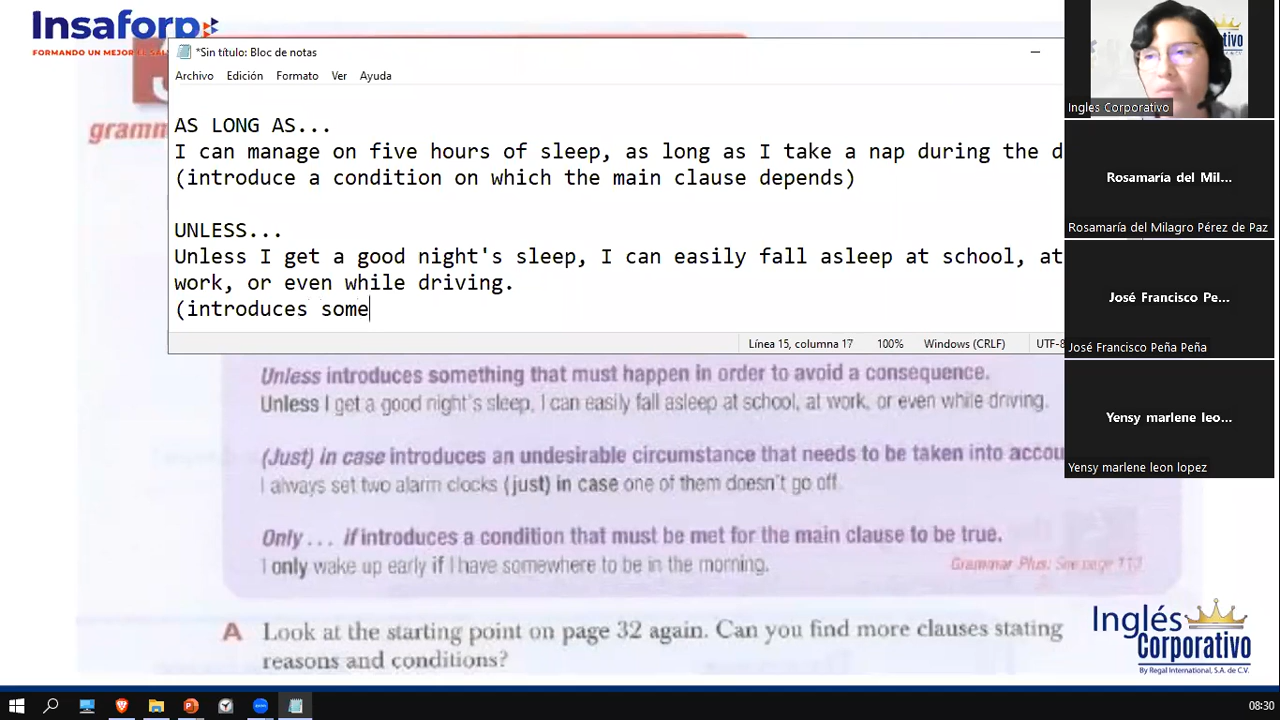 Insaforp
FORMANDO UN MEJOR EL
*Sin título: Bloc de notas
Archivo Edición Formato Ver Ayuda
gramm
AS LONG AS...
I can manage on five hours of sleep, as long as I take a nap during the d
(introduce a condition on which the main clause depends)
UNLESS...
Unless I get a good night's sleep, I can easily fall asleep at school, at
work, or even while driving.
(introduces some
Línea 15, columna 17 100% Windows (CRLF) UTF-8
Unless introduces something that must happen in order to avoid a consequence.
Unless I get a good night's sleep, I can easily fall asleep at school, at work, or even while driving.
(Just) in case introduces an undesirable circumstance that needs to be taken into accou
I always set two alarm clocks (just) in case one of them doesn't go off.
Only . . . if introduces a condition that must be met for the main clause to be true.
I only wake up early if I have somewhere to be in the morning.
Grammar Plus: See page 113
A Look at the starting point on page 32 again. Can you find more clauses stating
reasons and conditions?
Inglés
Corporativo
By Regal International, S.A. de C.V.
Ingles Corporativo
Rosamaría del Mil...
Rosamaría del Milagro Pérez de Paz
José Francisco Pe...
José Francisco Peña Peña
Yensy marlene leo...
Yensy marlene leon lopez
08:30